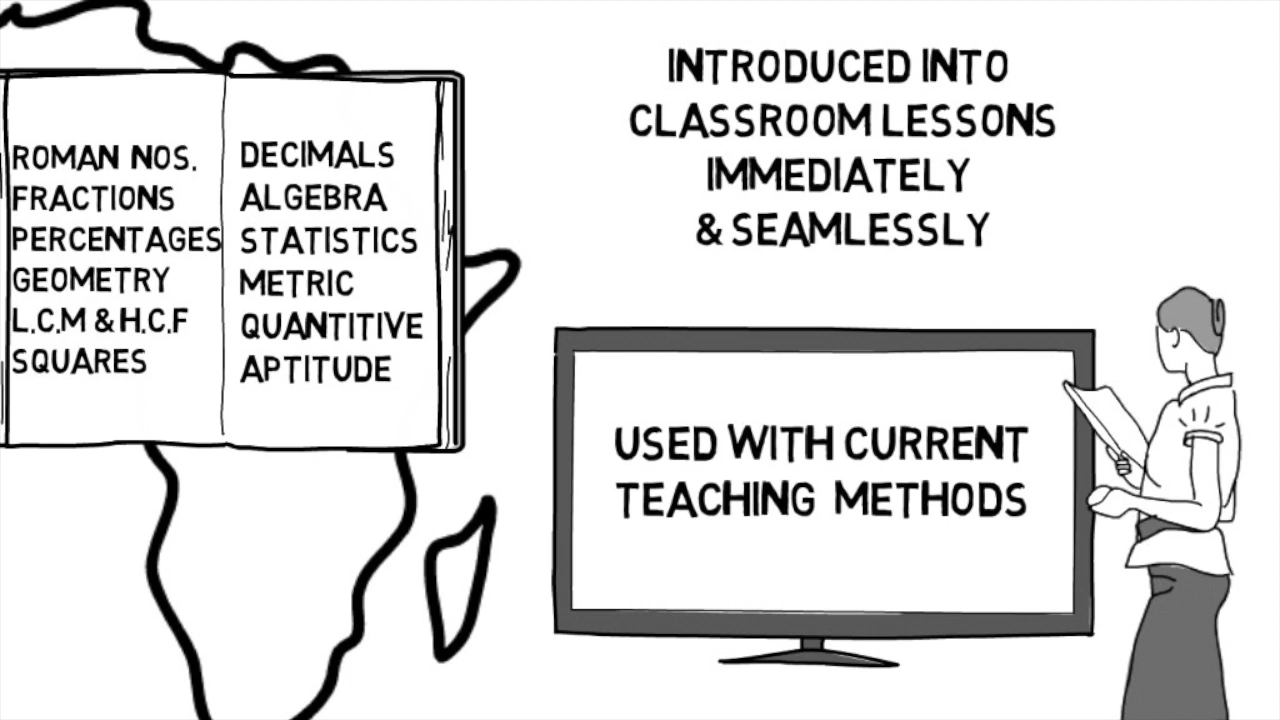 ROMAN NOS.
FRACTIONS
PERCENTAGES
GEOMETRY
L.C.M & H.C.F
SQUARES
DECIMALS
ALGEBRA
STATISTICS
METRIC
QUANTITIVE
APTITUDE
INTRODUCED INTO
CLASSROOM LESSONS
IMMEDIATELY
& SEAMLESSLY
USED WITH CURRENT
TEACHING METHODS